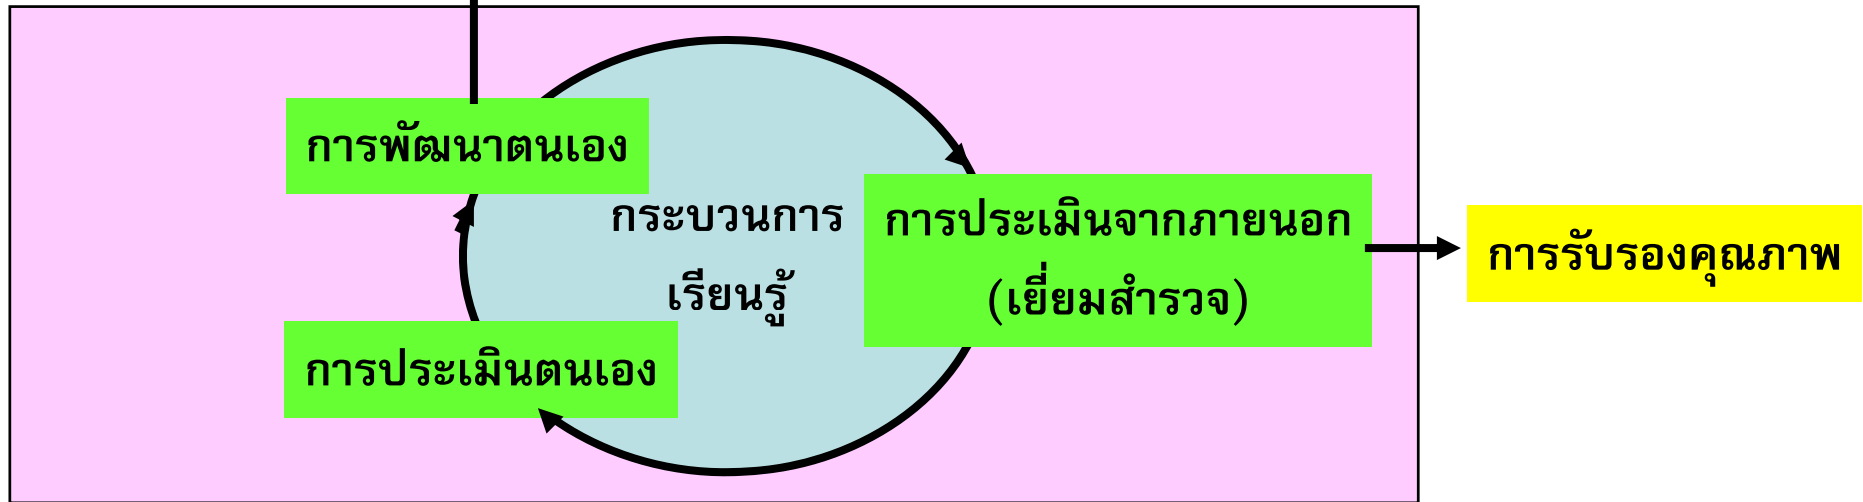 การพัฒนาตนเอง
กระบวนการ
เรียนรู้
การประเมินจากภายนอก
(เยี่ยมสำรวจ)
การรับรองคุณภาพ
การประเมินตนเอง